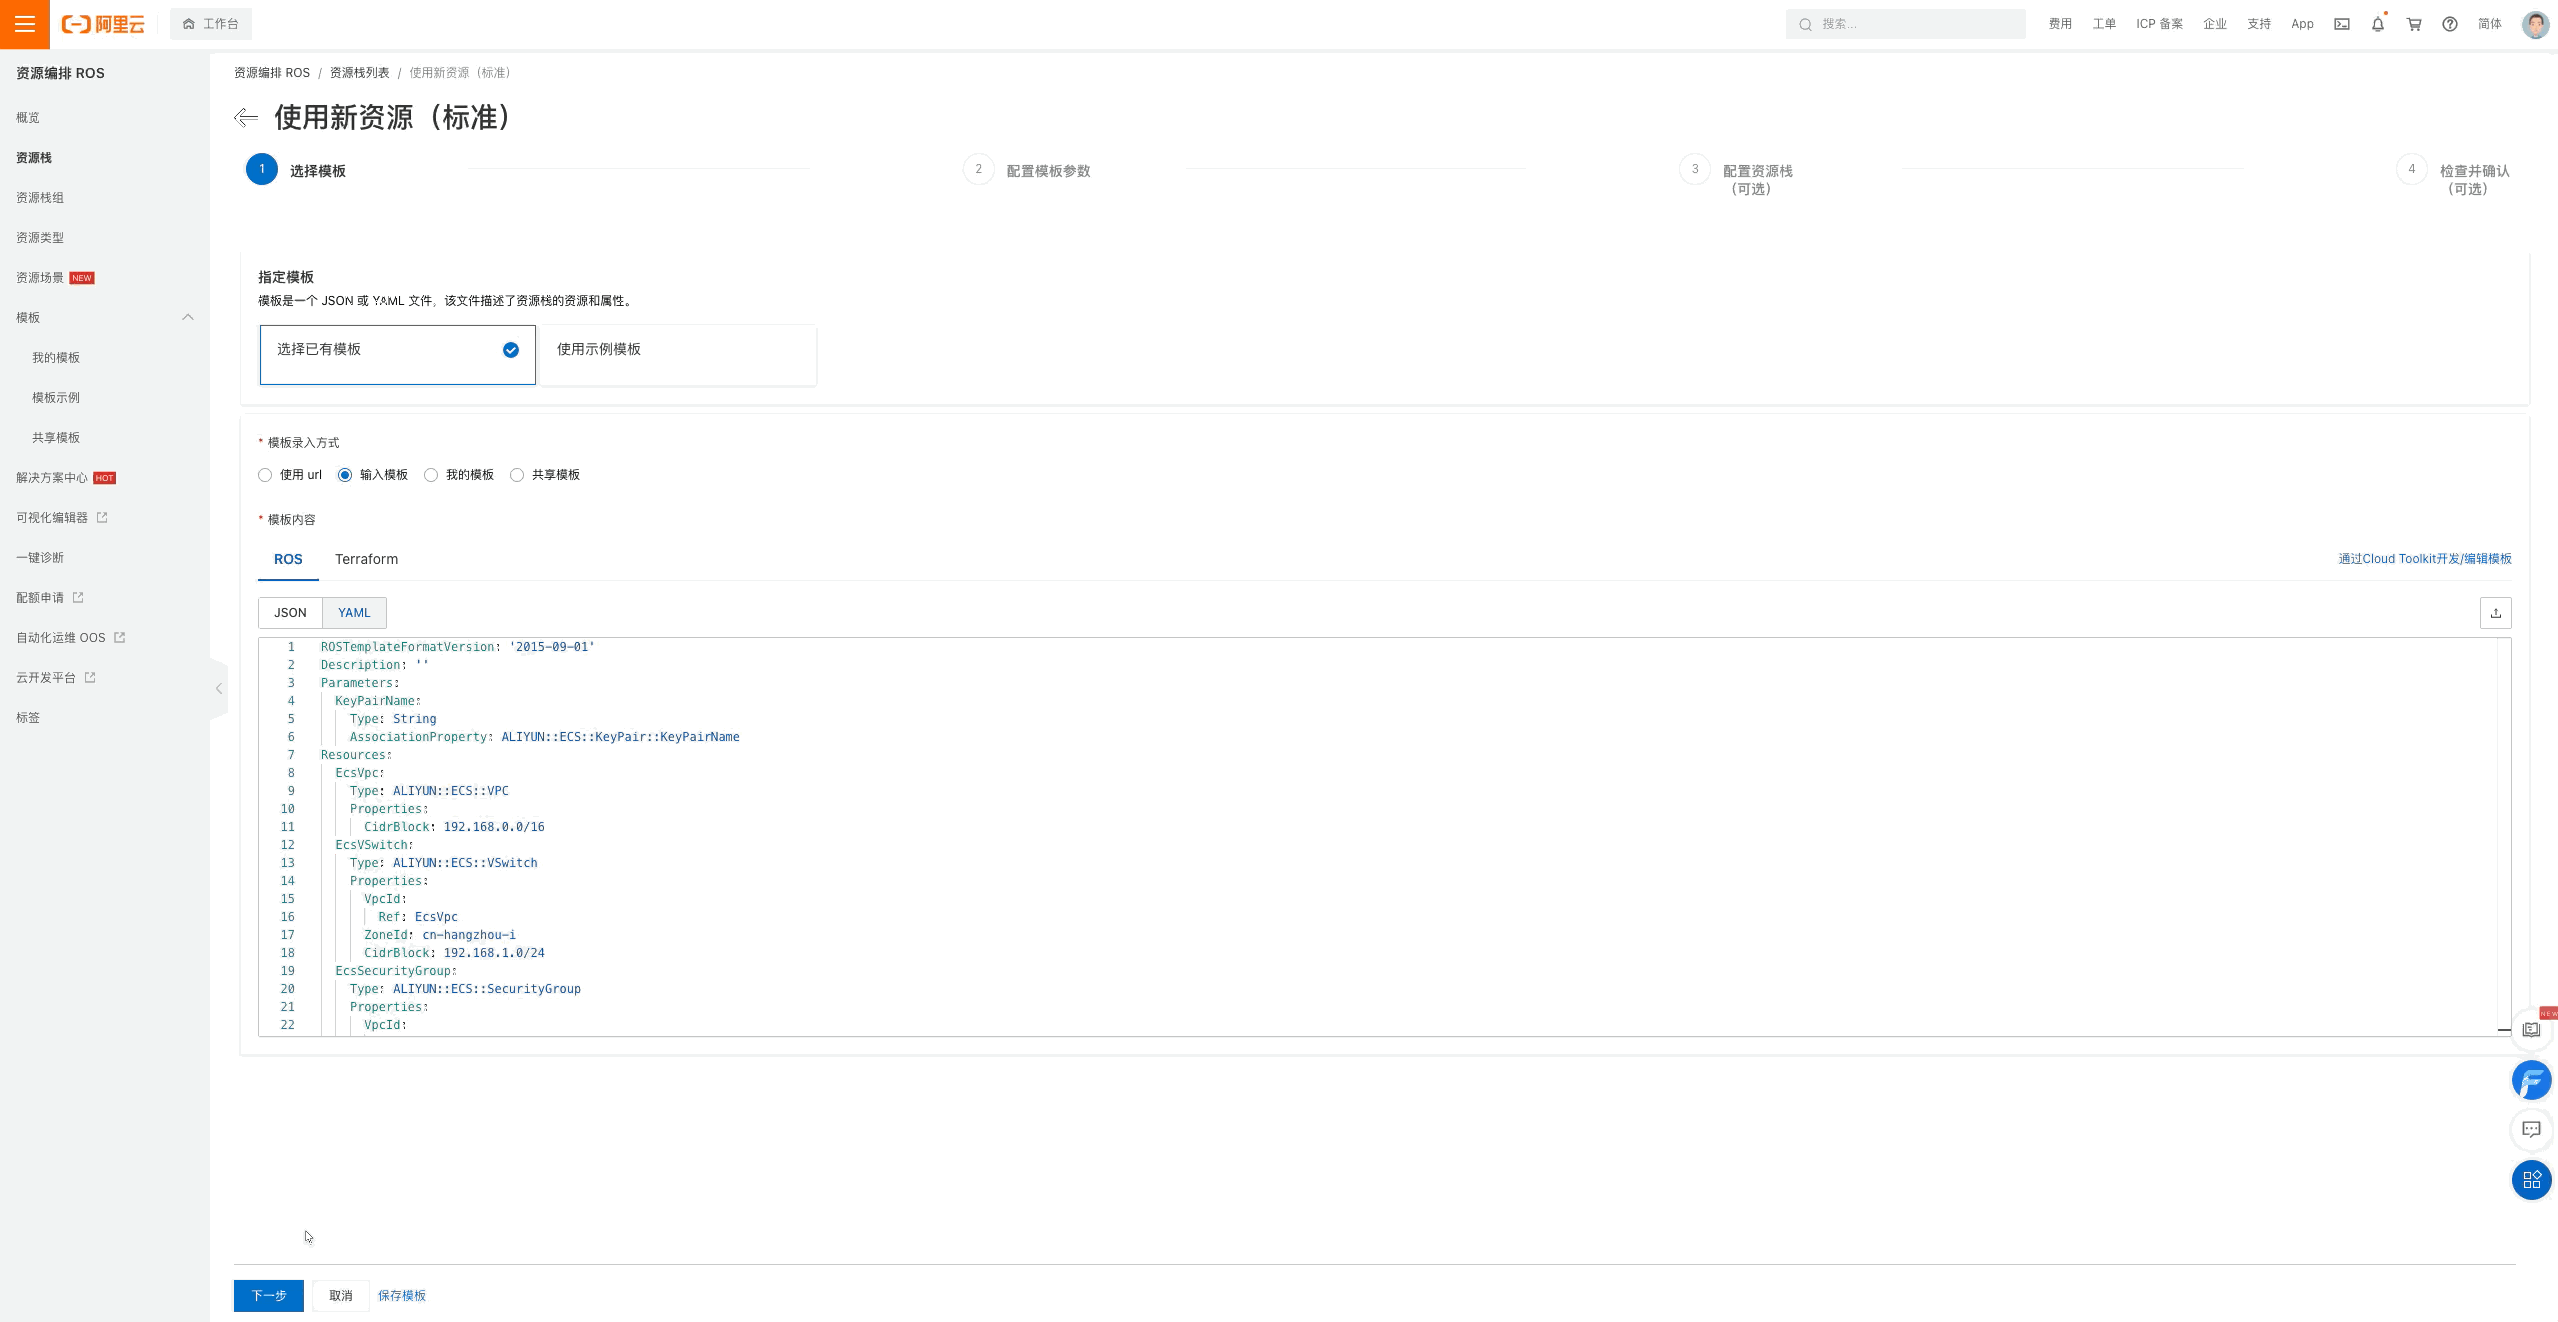 阿里云
工作台
搜索...
费用
工单
ICP 备案
企业
支持
App
简体
资源编排 ROS
概览
资源栈
资源栈组
资源类型
资源场景 NEW
模板
我的模板
模板示例
共享模板
解决方案中心 HOT
可视化编辑器
一键诊断
配额申请
自动化运维 OOS
云开发平台
标签
资源编排 ROS / 资源栈列表 / 使用新资源（标准）
使用新资源（标准）
1 选择模板
2 配置模板参数
3 配置资源栈
（可选）
4 检查并确认
（可选）
指定模板
模板是一个 JSON 或 YAML 文件，该文件描述了资源栈的资源和属性。
选择已有模板
使用示例模板
* 模板录入方式
使用 url 输入模板 我的模板 共享模板
* 模板内容
ROS Terraform
通过Cloud Toolkit开发/编辑模板
JSON YAML
1 ROSTemplateFormatVersion: '2015-09-01'
2 Description: ''
3 Parameters:
4 KeyPairName:
5 Type: String
6 AssociationProperty: ALIYUN::ECS::KeyPair::KeyPairName
7 Resources:
8 EcsVpc:
9 Type: ALIYUN::ECS::VPC
10 Properties:
11 CidrBlock: 192.168.0.0/16
12 EcsVSwitch:
13 Type: ALIYUN::ECS::VSwitch
14 Properties:
15 VpcId:
16 Ref: EcsVpc
17 ZoneId: cn-hangzhou-i
18 CidrBlock: 192.168.1.0/24
19 EcsSecurityGroup:
20 Type: ALIYUN::ECS::SecurityGroup
21 Properties:
22 VpcId:
NEW
下一步 取消 保存模板